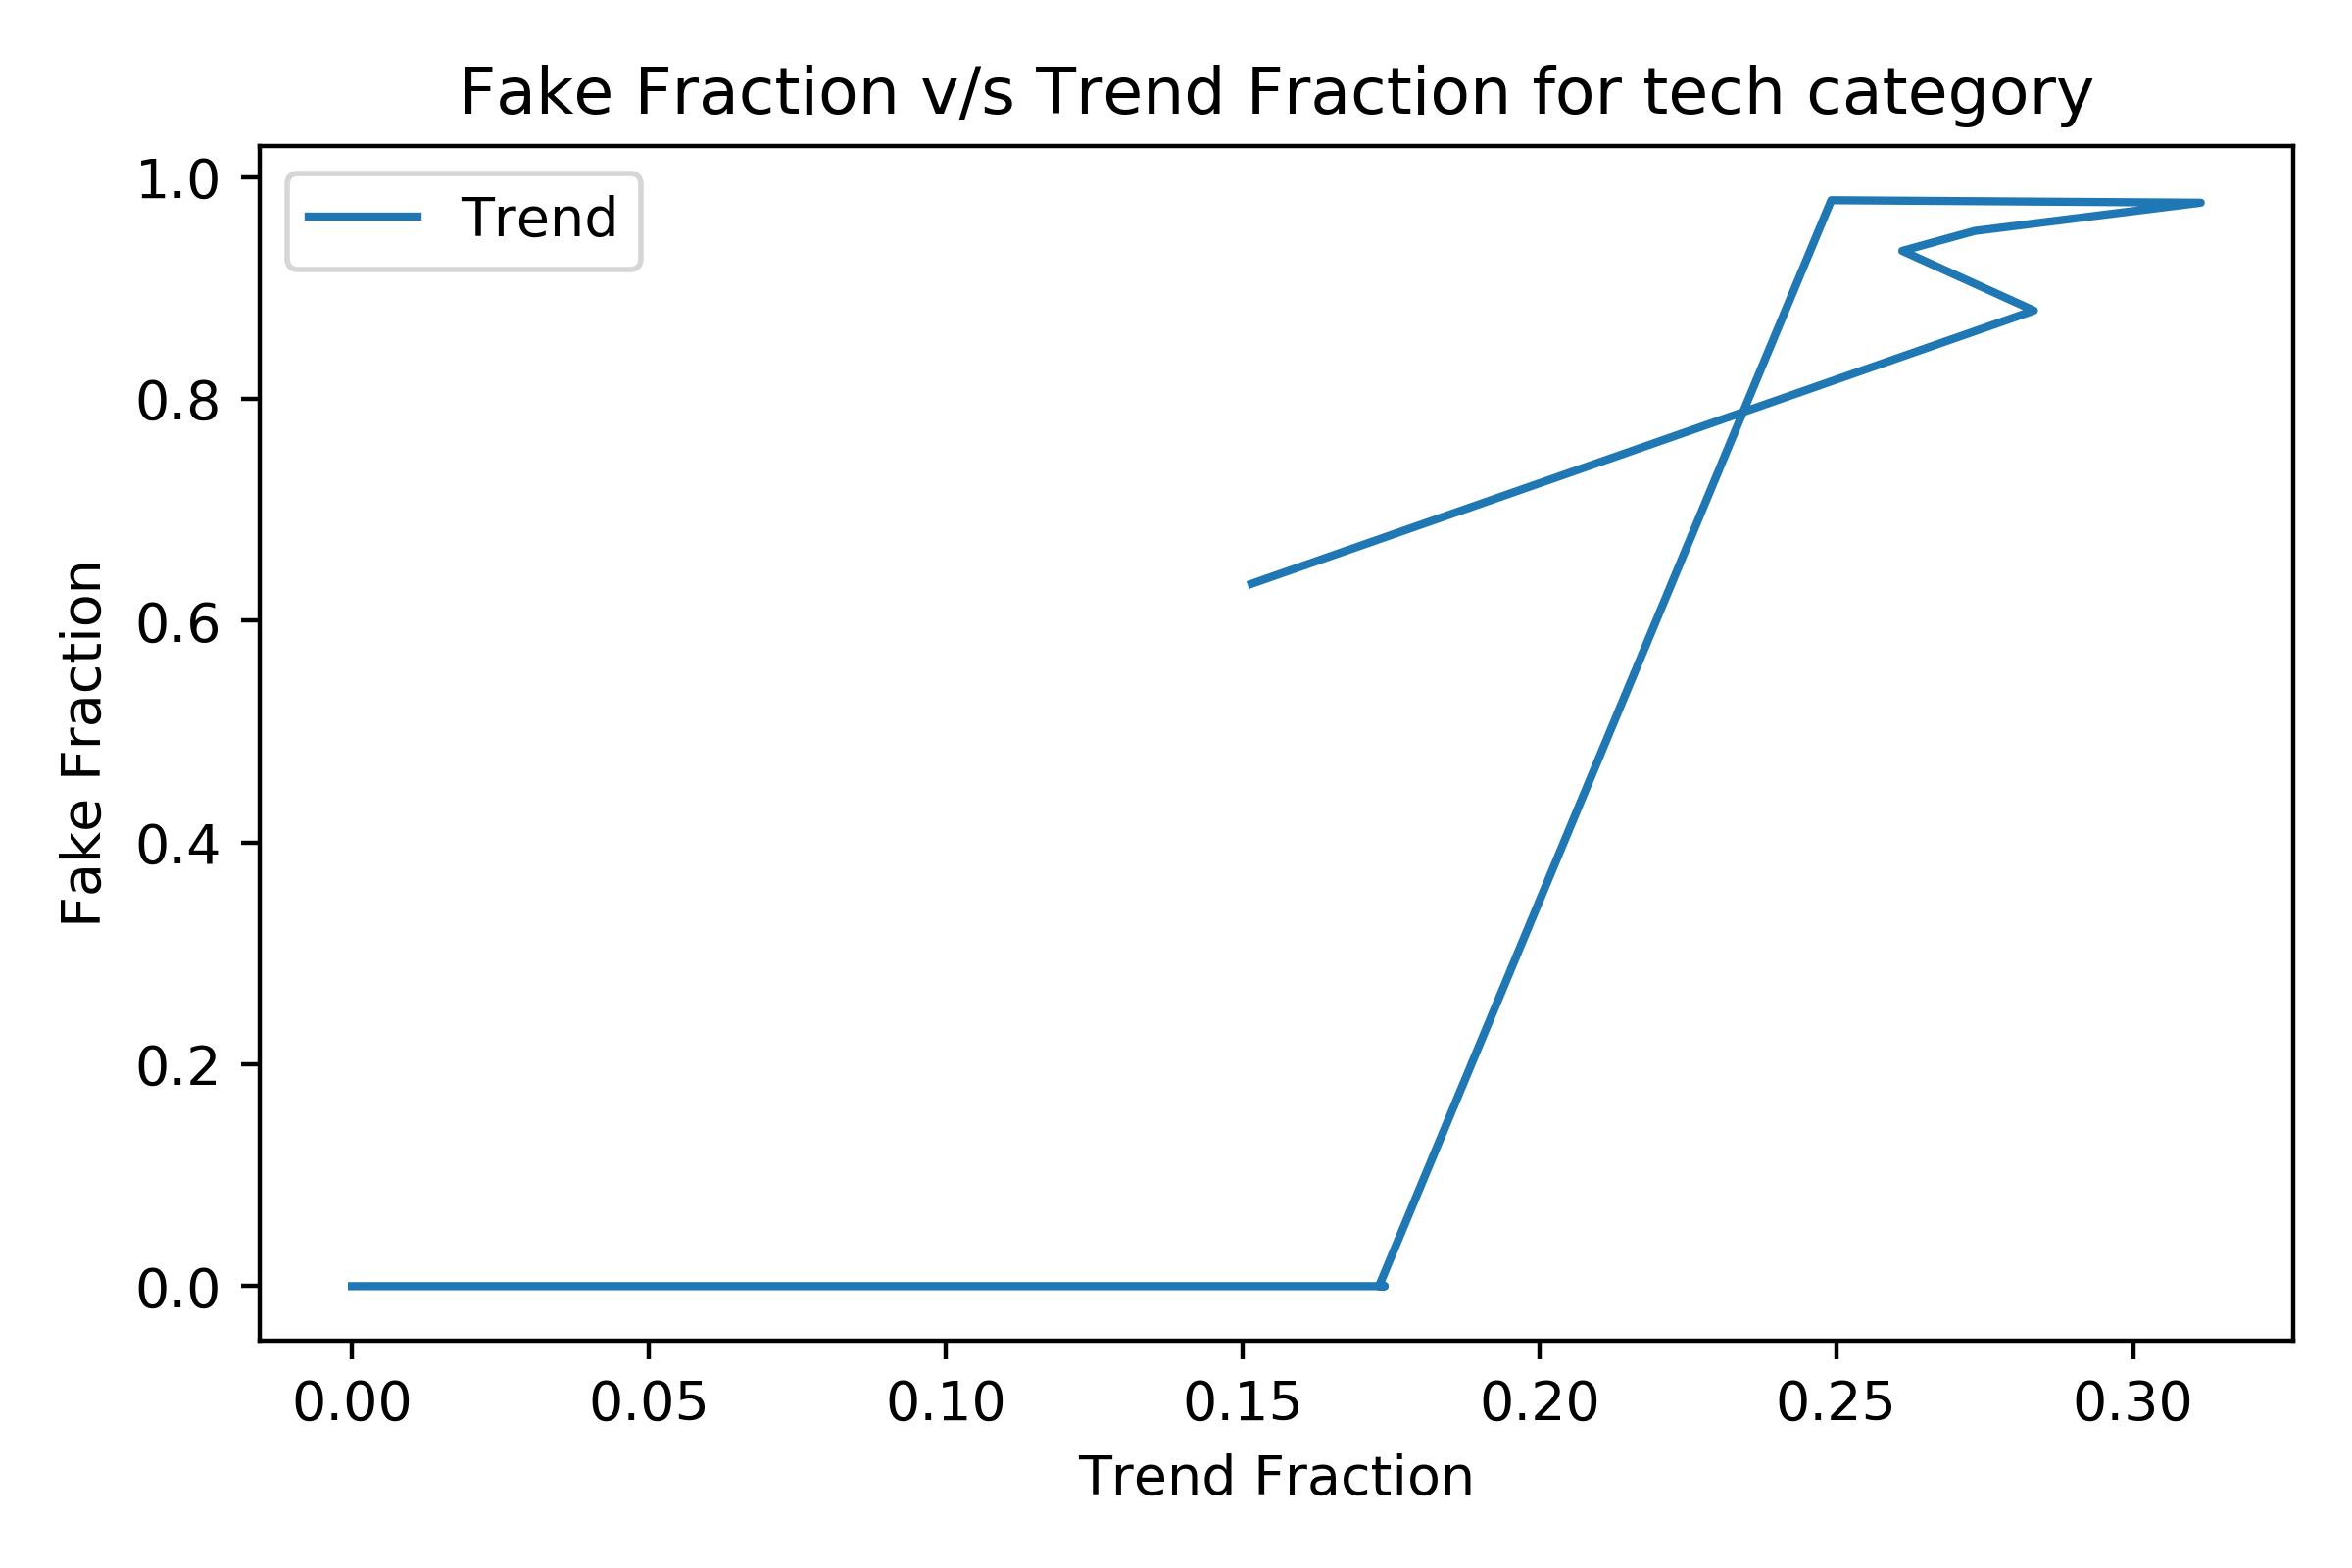 Fake Fraction v/s Trend Fraction for tech category
Trend
1.0
0.8
0.6
0.4
0.2
0.0
Fake Fraction
0.00 0.05 0.10 0.15 0.20 0.25 0.30
Trend Fraction